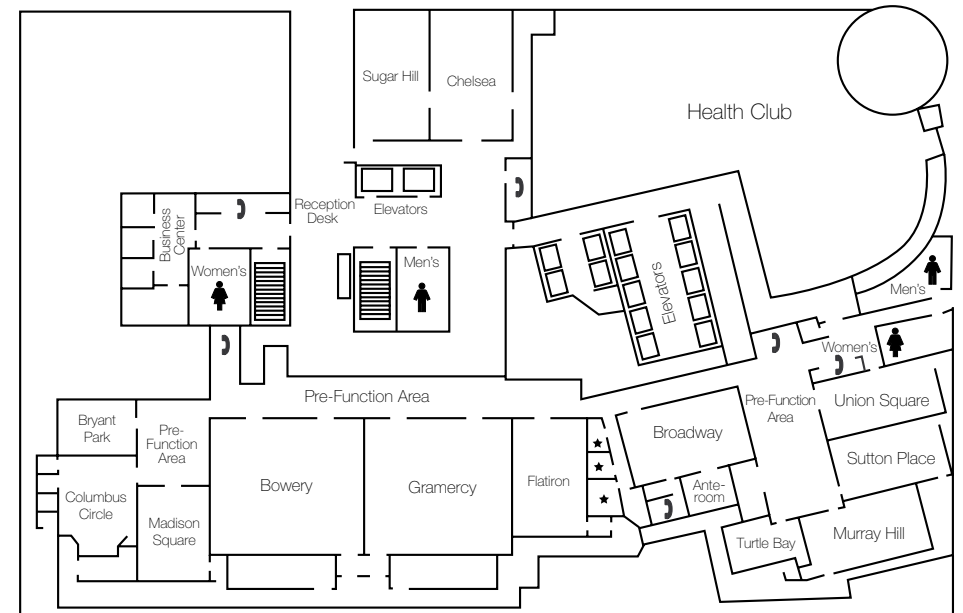 Sugar Hill
Chelsea
Health Club
Reception
Desk
Elevators
Business
Center
Women's
Men's
Elevators
Men's
Women's
Pre-Function Area
Pre-Function
Area
Union Square
Bryant
Park
Pre-
Function
Area
Broadway
Sutton Place
Bowery
Gramercy
Flatiron
Ante-
room
Columbus
Circle
Madison
Square
Turtle Bay
Murray Hill